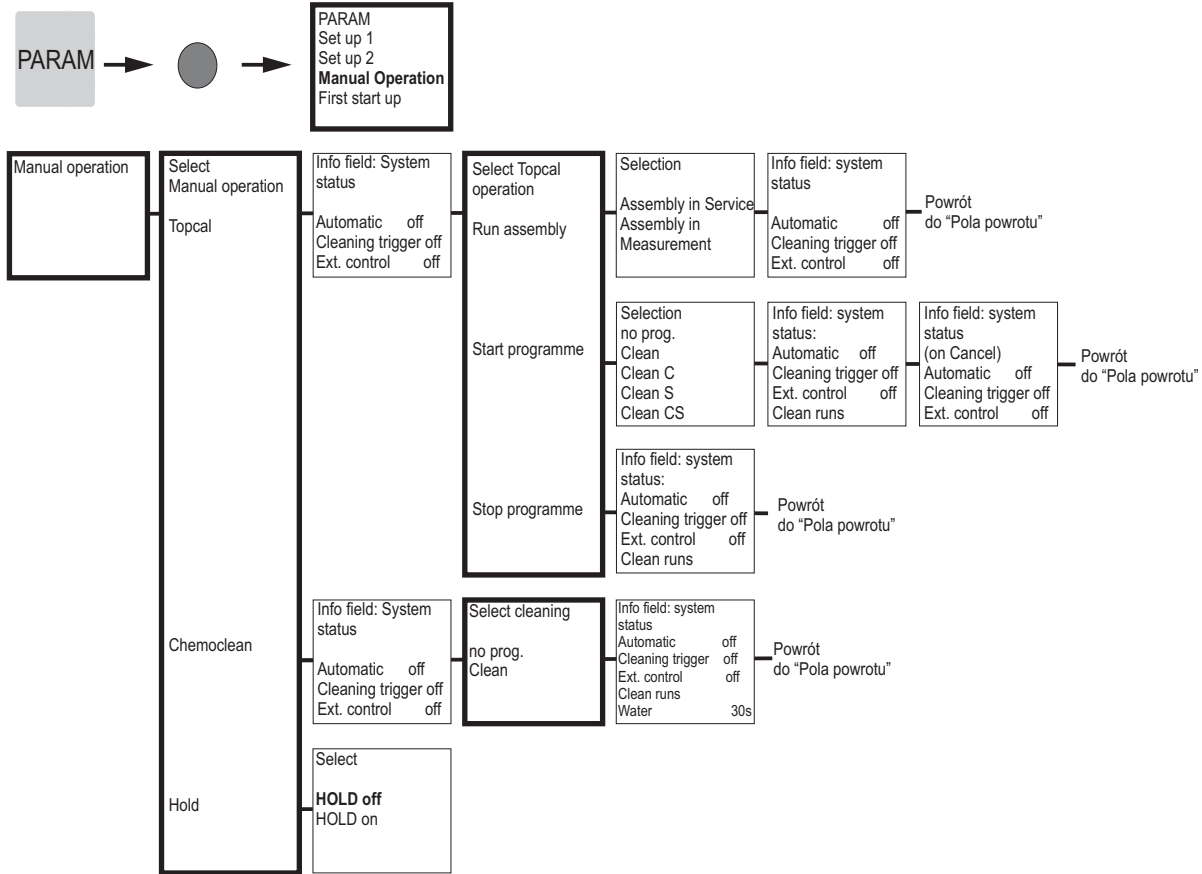 PARAM
PARAM
Set up 1
Set up 2
Manual Operation
First start up
Manual operation
Select
Manual operation
Topcal
Info field: System
status
Automatic off
Cleaning trigger off
Ext. control off
Select Topcal
operation
Run assembly
Selection
Assembly in Service
Assembly in
Measurement
Info field: system
status
Automatic off
Cleaning trigger off
Ext. control off
Powrót
do “Pola powrotu”
Start programme
Selection
no prog.
Clean
Clean C
Clean S
Clean CS
Info field: system
status:
Automatic off
Cleaning trigger off
Ext. control off
Clean runs
Info field: system
status
(on Cancel)
Automatic off
Cleaning trigger off
Ext. control off
Powrót
do “Pola powrotu”
Stop programme
Info field: system
status:
Automatic off
Cleaning trigger off
Ext. control off
Clean runs
Powrót
do “Pola powrotu”
Chemoclean
Info field: System
status
Automatic off
Cleaning trigger off
Ext. control off
Select cleaning
no prog.
Clean
Info field: system
status
Automatic off
Cleaning trigger off
Ext. control off
Clean runs
Water 30s
Powrót
do “Pola powrotu”
Hold
Select
HOLD off
HOLD on